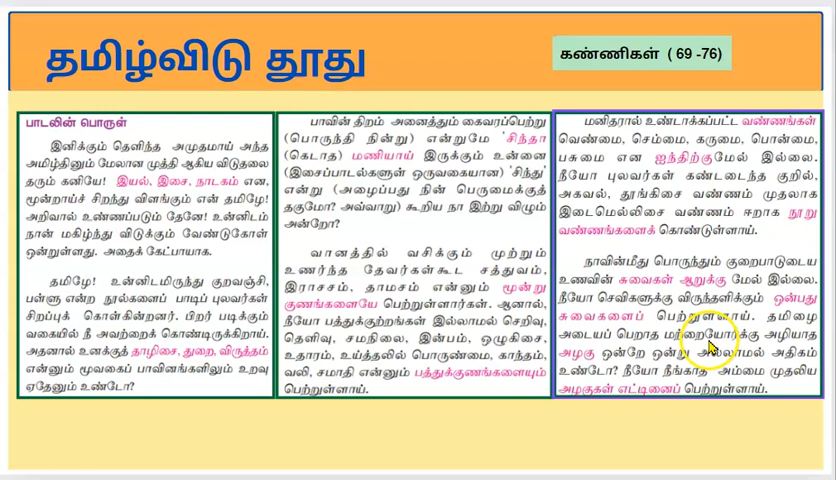 தமிழ்விடு தூது
கண்ணிகள் ( 69 -76)
பாடலின் பொருள்
இனிக்கும் தெளிந்த அமுதமாய் அந்த
அமிழ்தினும் மேலான முத்தி ஆகிய விடுதலை
தரும் கனியே! இயல், இசை, நாடகம் என,
மூன்றாய்ச் சிறந்து விளங்கும் என் தமிழே!
அறிவால் உண்ணப்படும் தேனே! உன்னிடம்
நான் மகிழ்ந்து விடுக்கும் வேண்டுகோள்
ஒன்றுள்ளது. அதைக் கேட்பாயாக.
தமிழே! உன்னிடமிருந்து குறவஞ்சி,
பள்ளு என்ற நூல்களைப் பாடிப் புலவர்கள்
சிறப்புக் கொள்கின்றனர். பிறர் படிக்கும்
வகையில் நீ அவற்றைக் கொண்டிருக்கிறாய்.
அதனால் உனக்குத் தாழிசை, துறை, விருத்தம்
என்னும் மூவகைப் பாவினங்களிலும் உறவு
ஏதேனும் உண்டோ?
பாவின் திறம் அனைத்தும் கைவரப்பெற்று
(பொருந்தி நின்று) என்றுமே 'சிந்தா
(கெடாத) மணியாய் இருக்கும் உன்னை
(இசைப்பாடல்களுள் ஒருவகையான) 'சிந்து'
என்று (அழைப்பது நின் பெருமைக்குத்
தகுமோ? அவ்வாறு) கூறிய நா இற்று விழும்
அன்றோ?
வானத்தில் வசிக்கும் முற்றும்
உணர்ந்த தேவர்கள்கூட சத்துவம்,
இராசசம், தாமசம் என்னும் மூன்று
குணங்களையே பெற்றுள்ளார்கள். ஆனால்,
நீயோ பத்துக்குற்றங்கள் இல்லாமல் செறிவு,
தெளிவு, சமநிலை, இன்பம், ஒழுகிசை,
உதாரம், உய்த்தலில் பொருண்மை, காந்தம்,
வலி, சமாதி என்னும் பத்துக்குணங்களையும்
பெற்றுள்ளாய்.
மனிதரால் உண்டாக்கப்பட்ட வண்ணங்கள்
வெண்மை, செம்மை, கருமை, பொன்மை,
பசுமை என ஐந்திற்குமேல் இல்லை.
நீயோ புலவர்கள் கண்டடைந்த குறில்,
அகவல், தூங்கிசை வண்ணம் முதலாக
இடைமெல்லிசை வண்ணம் ஈறாக நூறு
வண்ணங்களைக் கொண்டுள்ளாய்.
நாவின்மீது பொருந்தும் குறைபாடுடைய
உணவின் சுவைகள் ஆறுக்கு மேல் இல்லை.
நீயோ செவிகளுக்கு விருந்தளிக்கும் ஒன்பது
சுவைகளைப் பெற்றுள்ளாய். தமிழை
அடையப் பெறாத மற்றையோர்க்கு அழியாத
அழகு ஒன்றே ஒன்று அல்லாமல் அதிகம்
உண்டோ? நீயோ நீங்காத அம்மை முதலிய
அழகுகள் எட்டினைப் பெற்றுள்ளாய்.